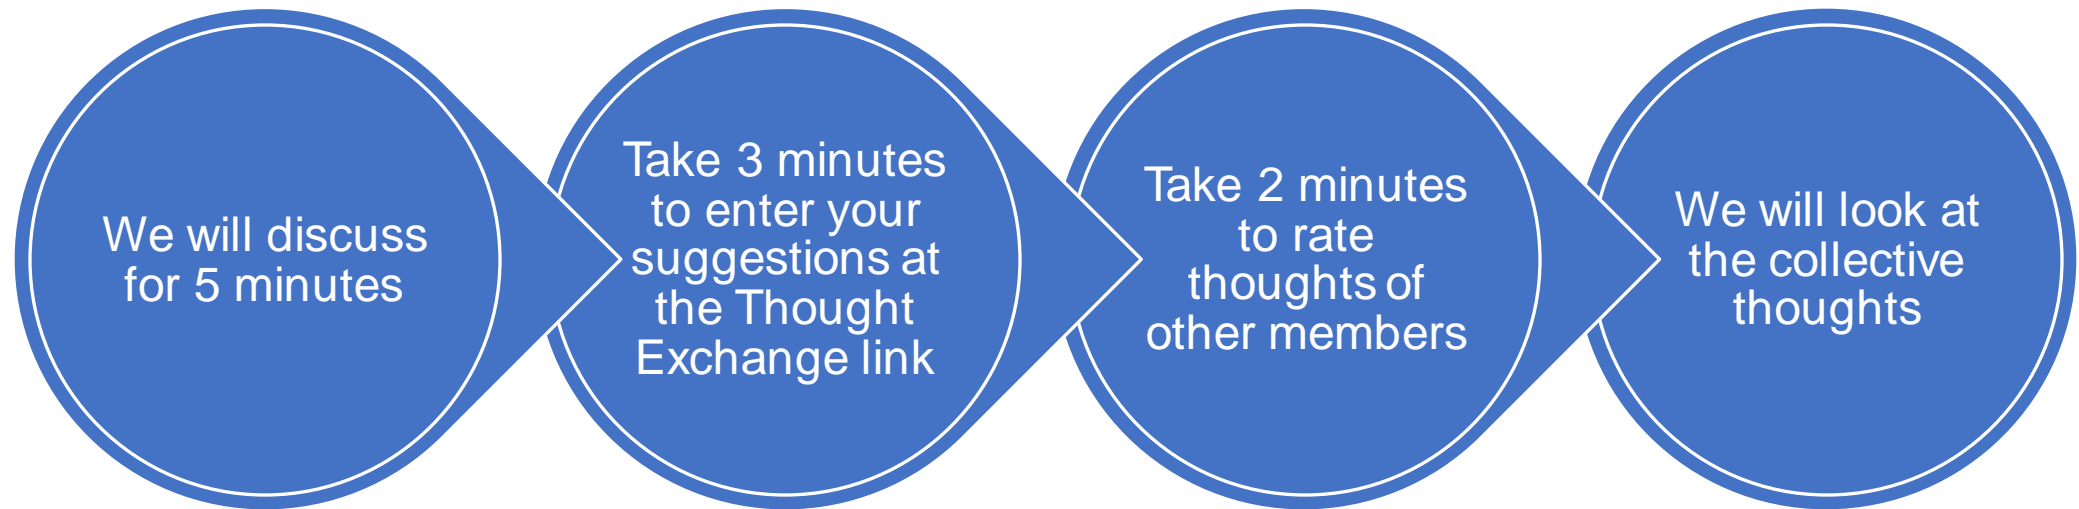 We will discuss
for 5 minutes
Take 3 minutes
to enter your
suggestions at
the Thought
Exchange link
Take 2 minutes
to rate
thoughts of
other members
We will look at
the collective
thoughts